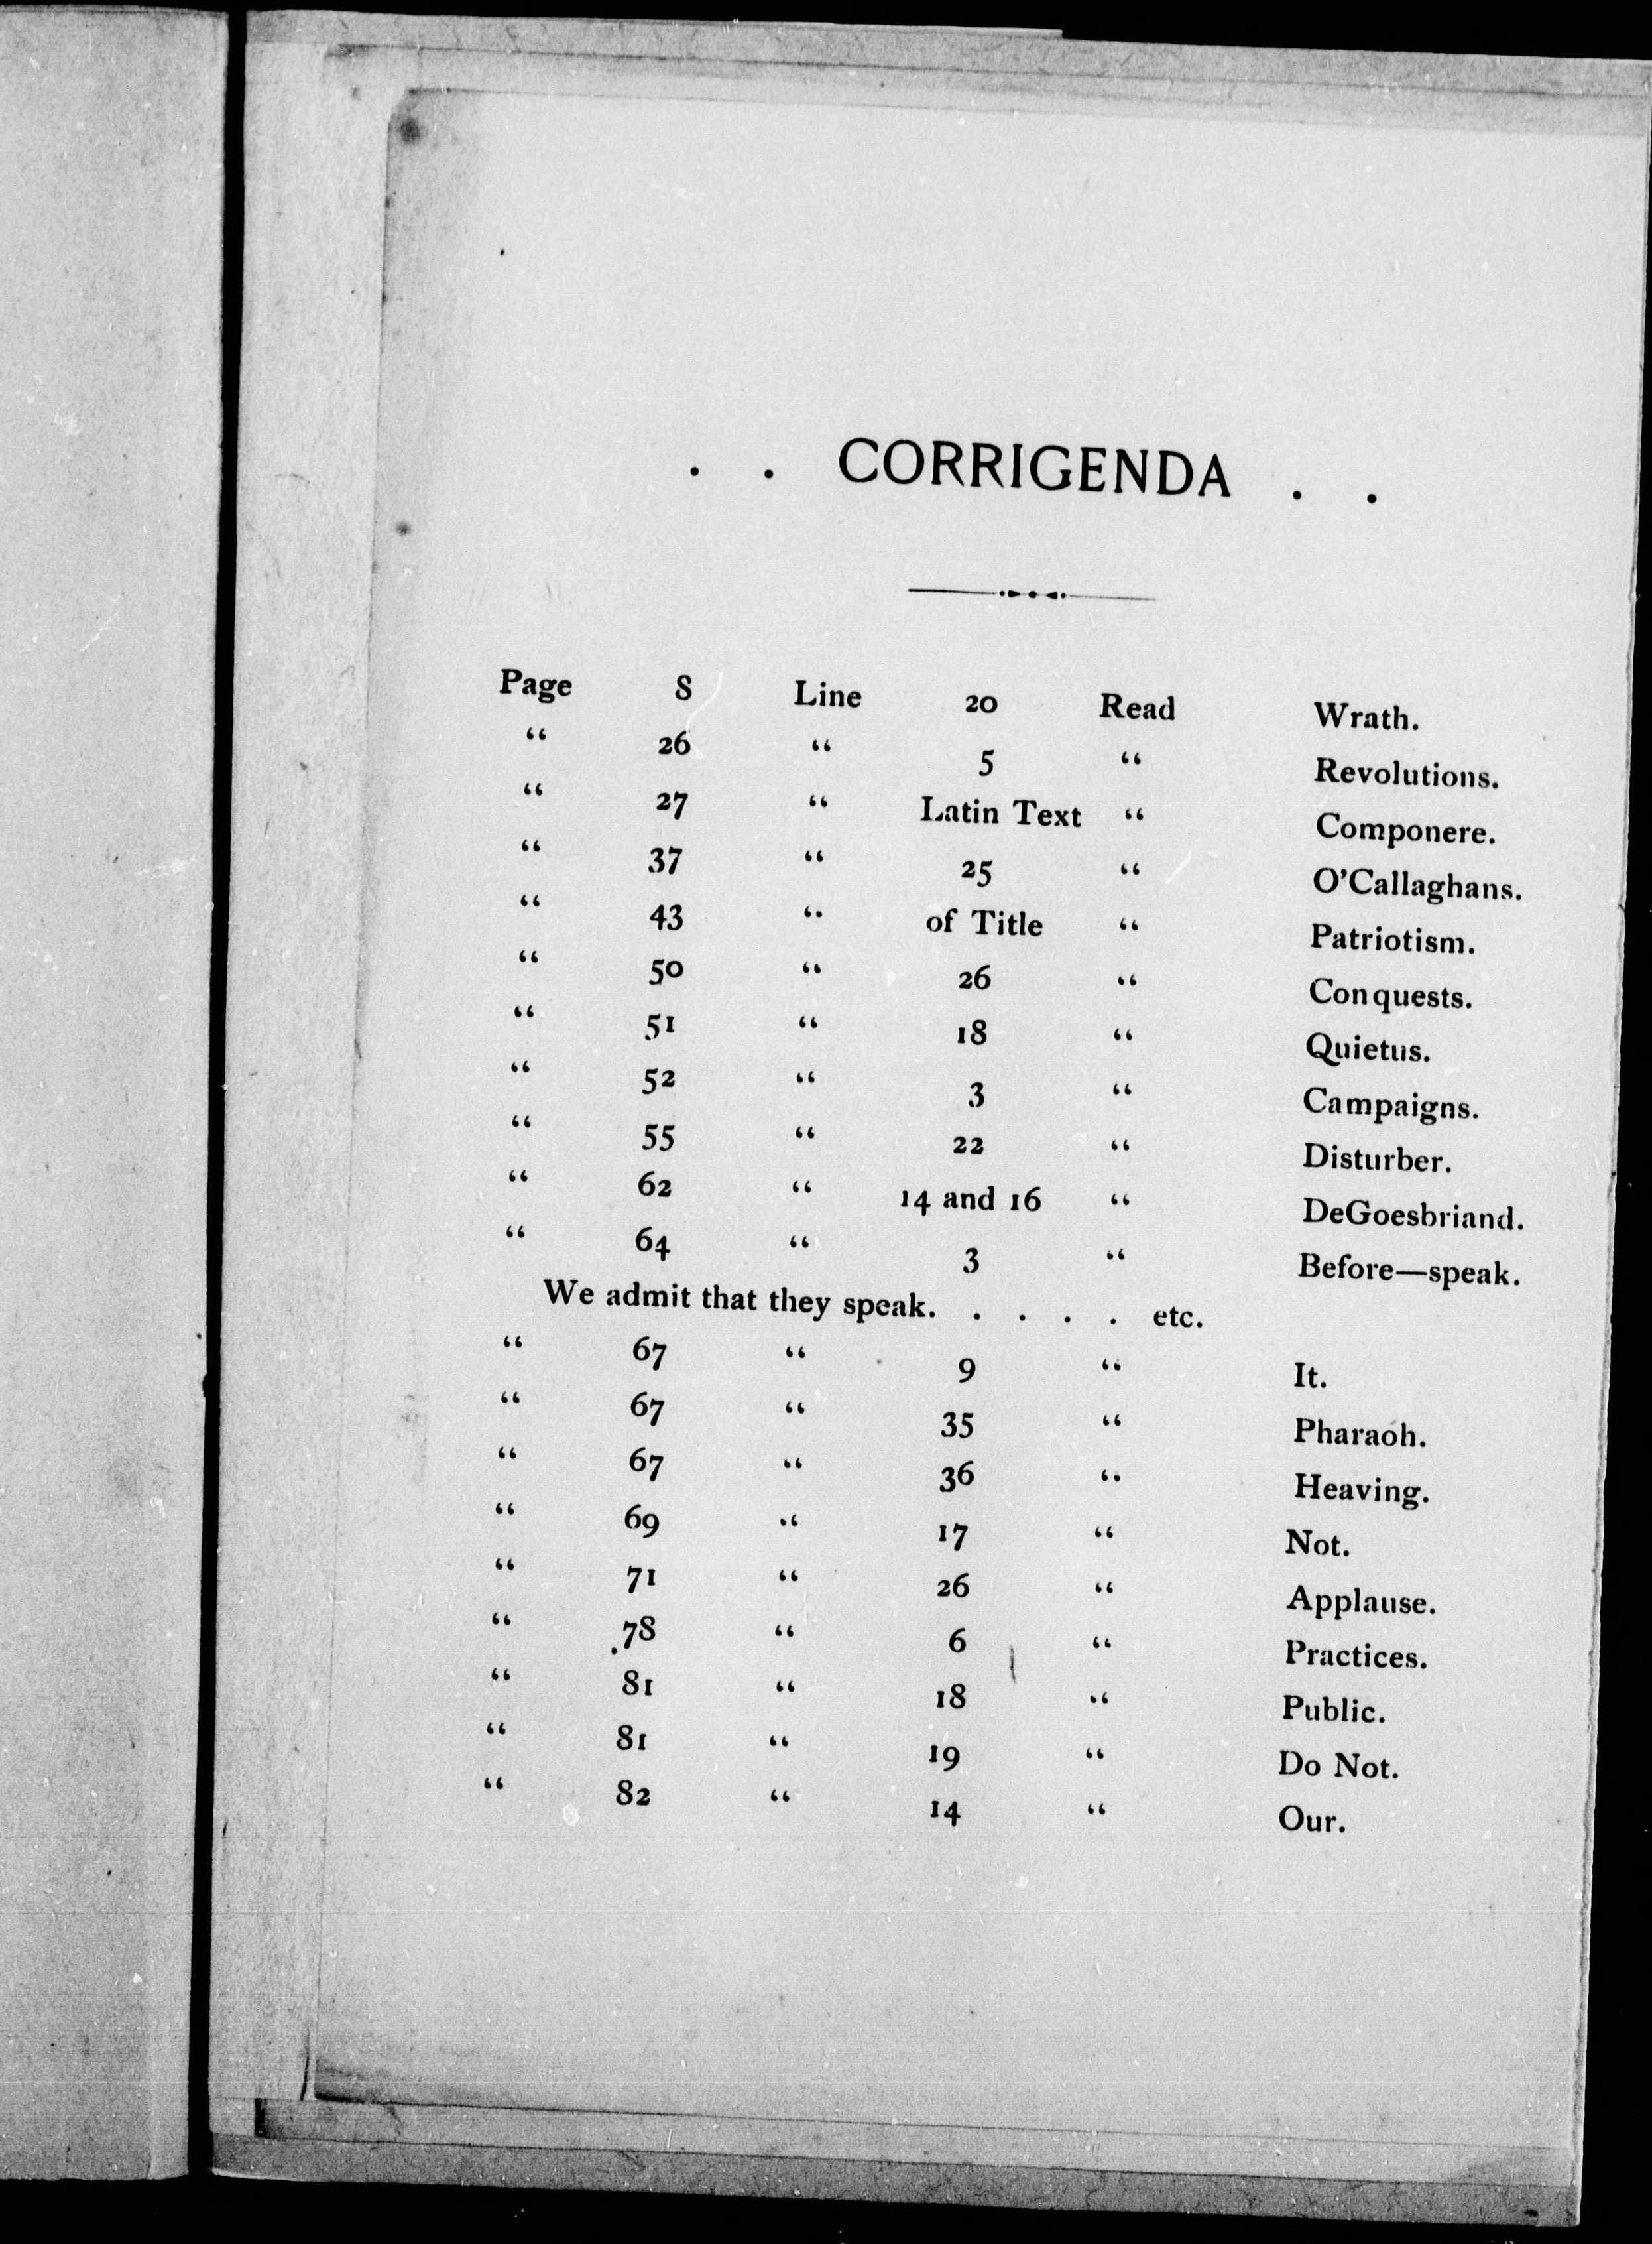 . . CORRIGENDA . .
Page 8 Line 20 Read Wrath.
“ 26 “ 5 “ Revolutions.
“ 27 “ Latin Text “ Componere.
“ 37 “ 25 “ O’Callaghans.
“ 43 “ of Title “ Patriotism.
“ 50 “ 26 “ Conquests.
“ 51 “ 18 “ Quietus.
“ 52 “ 3 “ Campaigns.
“ 55 “ 22 “ Disturber.
“ 62 “ 14 and 16 “ DeGoesbriand.
“ 64 “ 3 “ Before—speak.
We admit that they speak. . . . . etc.
“ 67 “ 9 “ It.
“ 67 “ 35 “ Pharaoh.
“ 67 “ 36 “ Heaving.
“ 69 “ 17 “ Not.
“ 71 “ 26 “ Applause.
“ 78 “ 6 “ Practices.
“ 81 “ 18 “ Public.
“ 81 “ 19 “ Do Not.
“ 82 “ 14 “ Our.